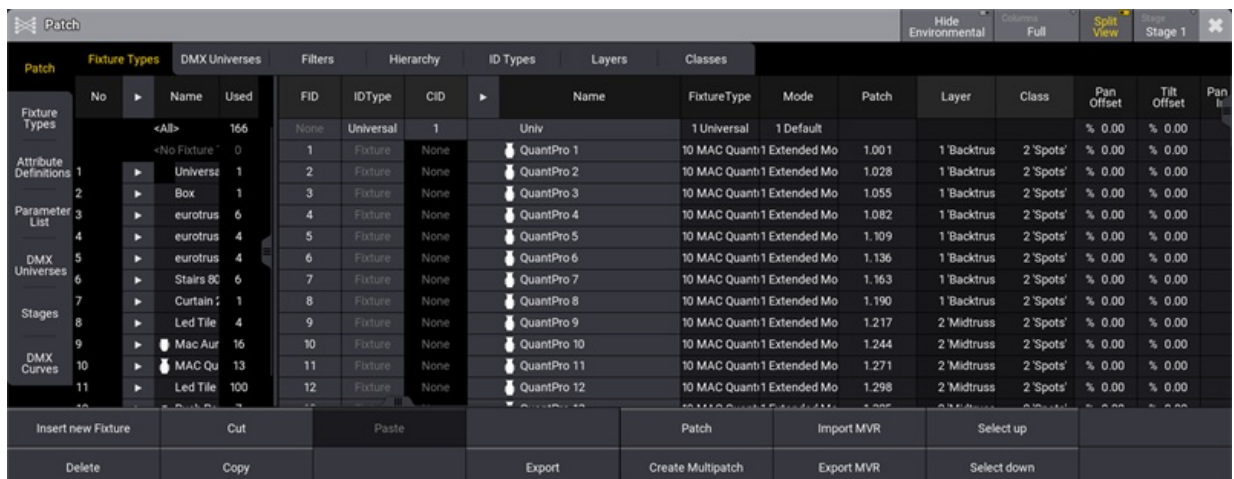 Patch
Hide Environmental
Columns Full
Split View
Stage Stage 1
Patch
Fixture Types
DMX Universes
Filters
Hierarchy
ID Types
Layers
Classes
Fixture Types
Attribute Definitions
Parameter List
DMX Universes
Stages
DMX Curves
No Name Used
<All> 166
<No Fixture 0
1 Universa 1
2 Box 1
3 eurotrus 6
4 eurotrus 4
5 eurotrus 4
6 Stairs 80 6
7 Curtain 1
8 Led Tile 4
9 Mac Aur 16
10 MAC Qu 13
11 Led Tile 100
FID IDType CID Name FixtureType Mode Patch Layer Class Pan Offset Tilt Offset Pan
None Universal 1 Univ 1 Universal 1 Default % 0.00 % 0.00
1 Fixture None QuantPro 1 10 MAC Quant 1 Extended Mo 1.001 1 'Backtrus 2 'Spots' % 0.00 % 0.00
2 Fixture None QuantPro 2 10 MAC Quant 1 Extended Mo 1.028 1 'Backtrus 2 'Spots' % 0.00 % 0.00
3 Fixture None QuantPro 3 10 MAC Quant 1 Extended Mo 1.055 1 'Backtrus 2 'Spots' % 0.00 % 0.00
4 Fixture None QuantPro 4 10 MAC Quant 1 Extended Mo 1.082 1 'Backtrus 2 'Spots' % 0.00 % 0.00
5 Fixture None QuantPro 5 10 MAC Quant 1 Extended Mo 1.109 1 'Backtrus 2 'Spots' % 0.00 % 0.00
6 Fixture None QuantPro 6 10 MAC Quant 1 Extended Mo 1.136 1 'Backtrus 2 'Spots' % 0.00 % 0.00
7 Fixture None QuantPro 7 10 MAC Quant 1 Extended Mo 1.163 1 'Backtrus 2 'Spots' % 0.00 % 0.00
8 Fixture None QuantPro 8 10 MAC Quant 1 Extended Mo 1.190 1 'Backtrus 2 'Spots' % 0.00 % 0.00
9 Fixture None QuantPro 9 10 MAC Quant 1 Extended Mo 1.217 2 'Midtruss 2 'Spots' % 0.00 % 0.00
10 Fixture None QuantPro 10 10 MAC Quant 1 Extended Mo 1.244 2 'Midtruss 2 'Spots' % 0.00 % 0.00
11 Fixture None QuantPro 11 10 MAC Quant 1 Extended Mo 1.271 2 'Midtruss 2 'Spots' % 0.00 % 0.00
12 Fixture None QuantPro 12 10 MAC Quant 1 Extended Mo 1.298 2 'Midtruss 2 'Spots' % 0.00 % 0.00
Insert new Fixture Cut Paste Patch Import MVR Select up
Delete Copy Export Create Multipatch Export MVR Select down